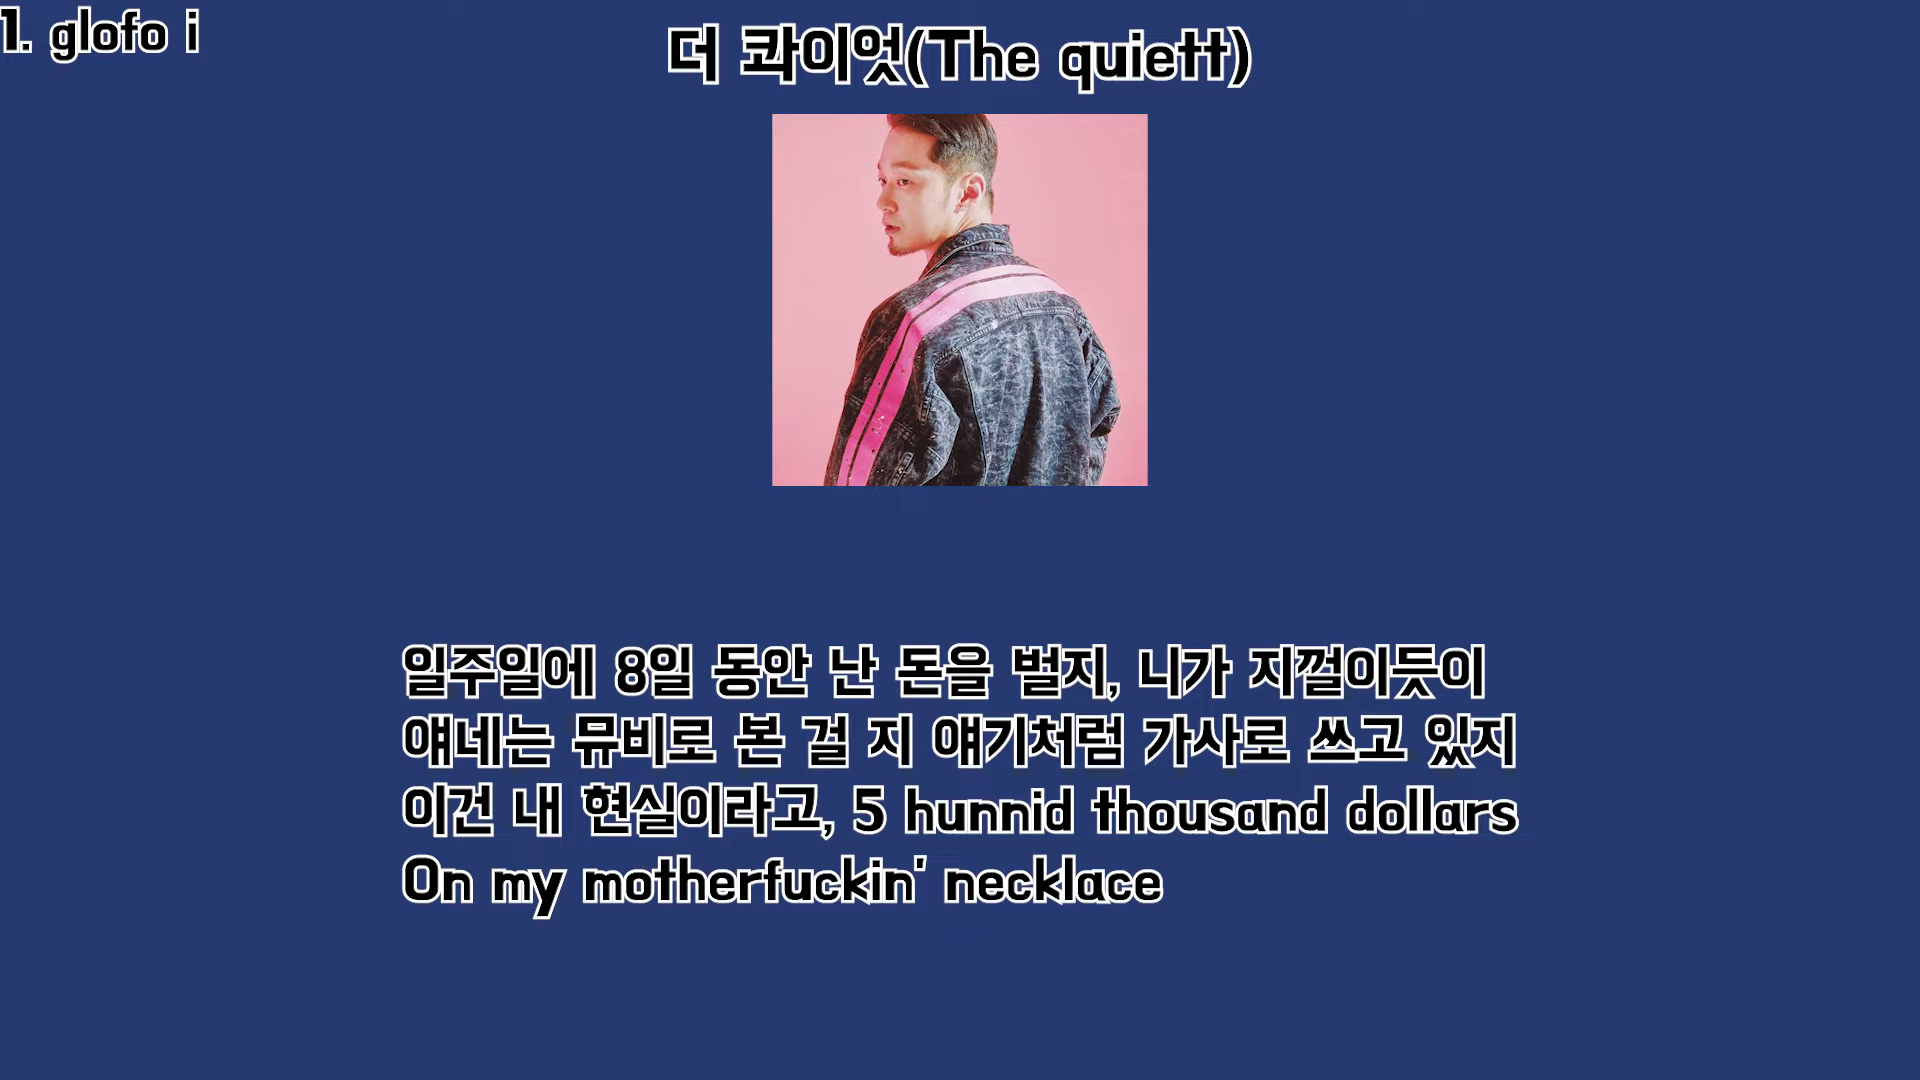 1. glofo i
더 콰이엇(The quiett)
일주일에 8일 동안 난 돈을 벌지, 니가 지껄이듯이
얘네는 뮤비로 본 걸 지 얘기처럼 가사로 쓰고 있지
이건 내 현실이라고, 5 hunnid thousand dollars
On my motherfuckin' necklace